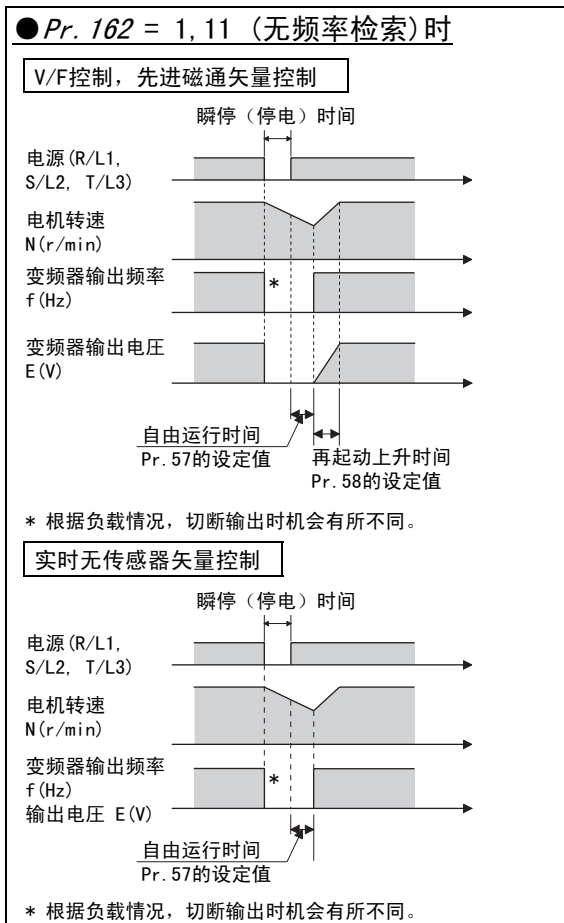 ●Pr. 162 = 1,11 (无频率检索)时
V/F控制，先进磁通矢量控制
瞬停（停电）时间
电源(R/L1,
S/L2, T/L3)
电机转速
N(r/min)
变频器输出频率
f(Hz)
*
变频器输出电压
E(V)
自由运行时间
Pr.57的设定值
再起动上升时间
Pr.58的设定值
* 根据负载情况，切断输出时机会有所不同。
实时无传感器矢量控制
瞬停（停电）时间
电源(R/L1,
S/L2, T/L3)
电机转速
N(r/min)
变频器输出频率
f(Hz)
*
输出电压 E(V)
自由运行时间
Pr.57的设定值
* 根据负载情况，切断输出时机会有所不同。